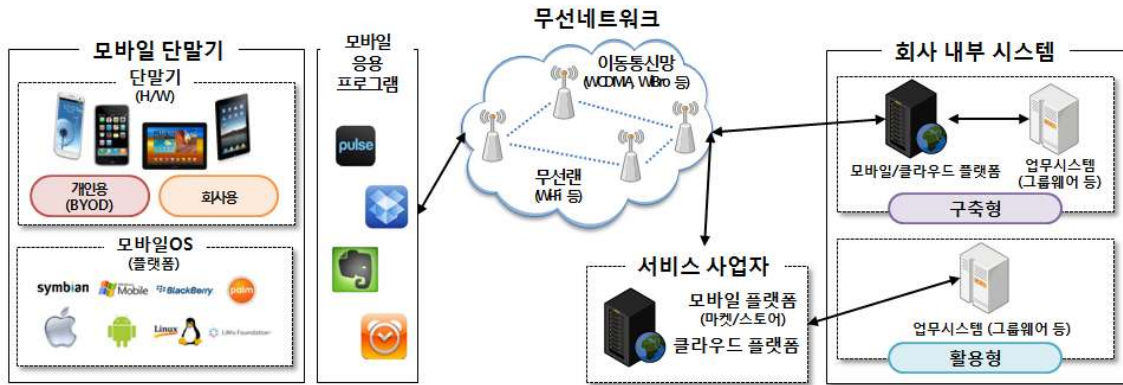 무선네트워크
모바일 단말기
단말기
(H/W)
개인용
(BYOD)
회사용
모바일OS
(플랫폼)
symbian
Windows
Mobile
BlackBerry
palm
Linux
LiMo Foundation
모바일
응용
프로그램
pulse
이동통신망
(WCDMA, WiBro 등)
무선랜
(Wi-Fi 등)
서비스 사업자
모바일 플랫폼
(마켓/스토어)
클라우드 플랫폼
회사 내부 시스템
모바일/클라우드 플랫폼
업무시스템
(그룹웨어 등)
구축형
업무시스템 (그룹웨어 등)
활용형